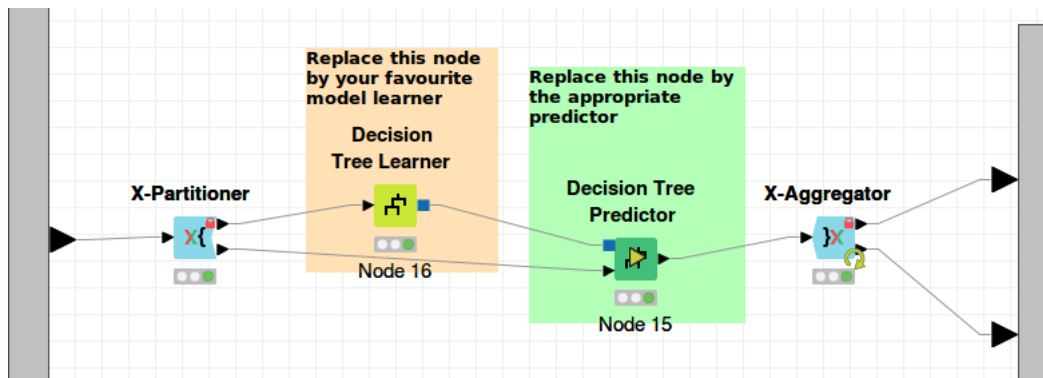 Replace this node
by your favourite
model learner
Replace this node by
the appropriate
predictor
Decision
Tree Learner
X-Partitioner
Decision Tree
Predictor
X-Aggregator
X{
}X
Node 16
Node 15